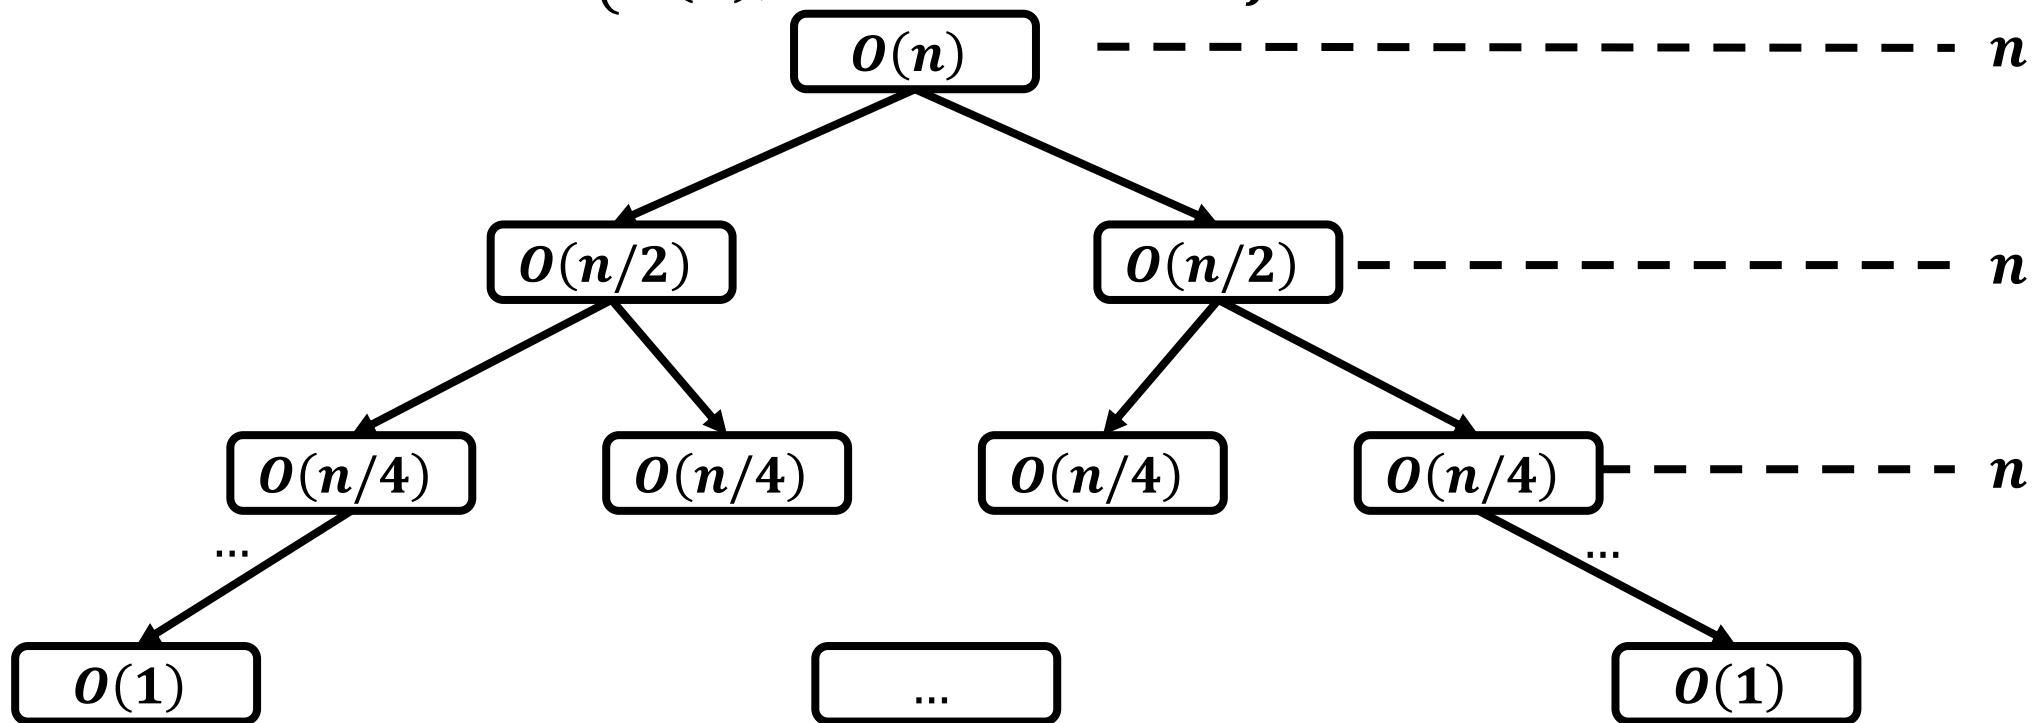 O(n) n
O(n/2) O(n/2) n
O(n/4) O(n/4) O(n/4) O(n/4) n
... ...
O(1) ... O(1)